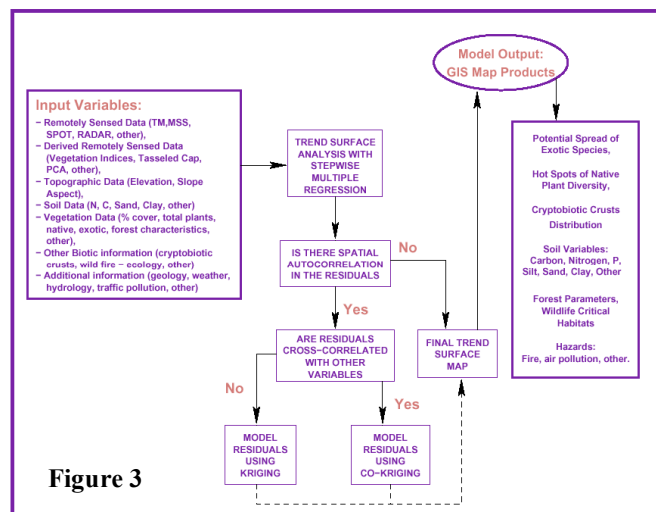 Input Variables:
− Remotely Sensed Data (TM,MSS,
SPOT, RADAR, other),
− Derived Remotely Sensed Data
(Vegetation Indices, Tasseled Cap,
PCA, other),
− Topographic Data (Elevation, Slope
Aspect),
− Soil Data (N, C, Sand, Clay, other)
− Vegetation Data (% cover, total plants,
native, exotic, forest characteristics,
other),
− Other Biotic information (cryptobiotic
crusts, wild fire − ecology, other)
− Additional information (geology, weather,
hydrology, traffic pollution, other)
TREND SURFACE
ANALYSIS WITH
STEPWISE
MULTIPLE
REGRESSION
IS THERE SPATIAL
AUTOCORRELATION
IN THE RESIDUALS
No
Yes
ARE RESIDUALS
CROSS−CORRELATED
WITH OTHER
VARIABLES
No
Yes
MODEL
RESIDUALS
USING
KRIGING
MODEL
RESIDUALS
USING
CO-KRIGING
FINAL TREND
SURFACE
MAP
Model Output:
GIS Map Products
Potential Spread of
Exotic Species,
Hot Spots of Native
Plant Diversity,
Cryptobiotic Crusts
Distribution
Soil Variables:
Carbon, Nitrogen, P,
Silt, Sand, Clay, Other
Forest Parameters,
Wildlife Critical
Habitats
Hazards:
Fire, air pollution, other.
Figure 3